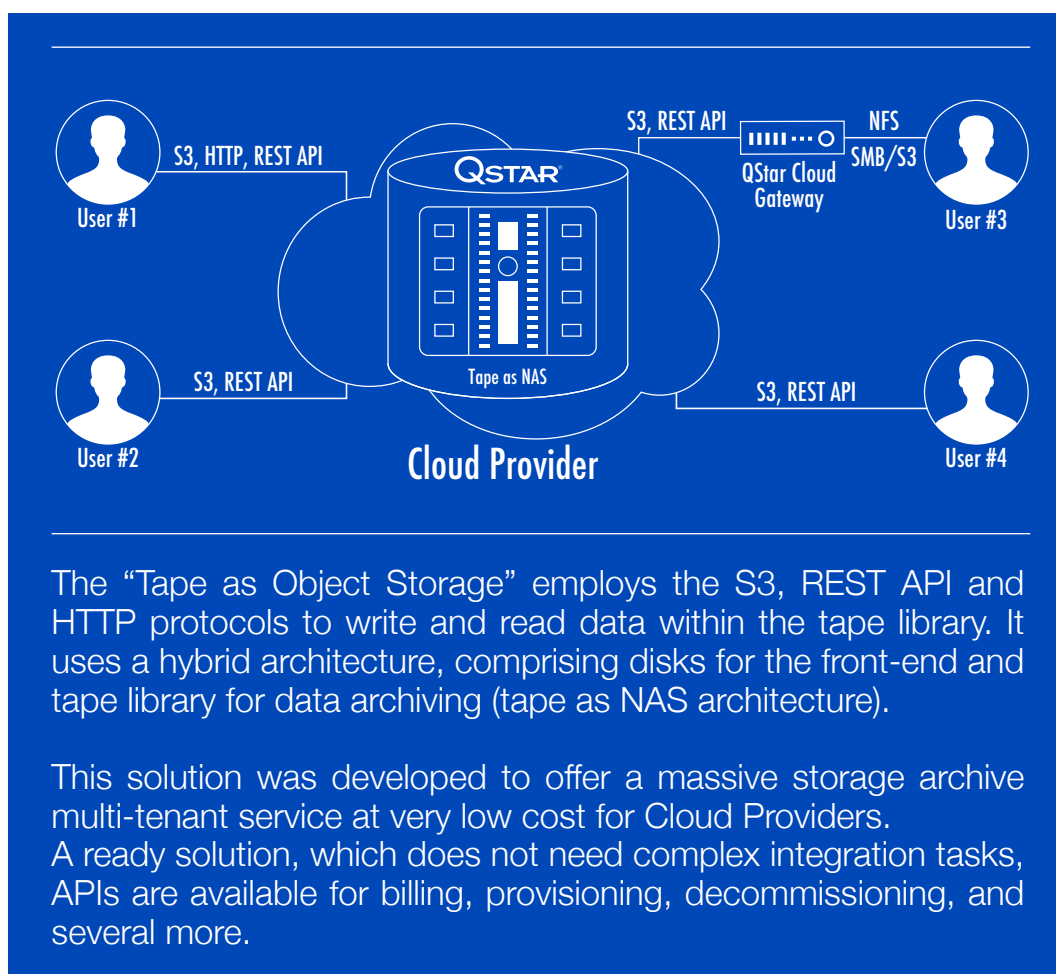 S3, REST API
NFS
S3, HTTP, REST API
QSTAR®
SMB/S3
QStar Cloud
Gateway
User #1
User #3
Tape as NAS
S3, REST API
S3, REST API
User #2
Cloud Provider
User #4
The “Tape as Object Storage” employs the S3, REST API and
HTTP protocols to write and read data within the tape library. It
uses a hybrid architecture, comprising disks for the front-end and
tape library for data archiving (tape as NAS architecture).
This solution was developed to offer a massive storage archive
multi-tenant service at very low cost for Cloud Providers.
A ready solution, which does not need complex integration tasks,
APIs are available for billing, provisioning, decommissioning, and
several more.